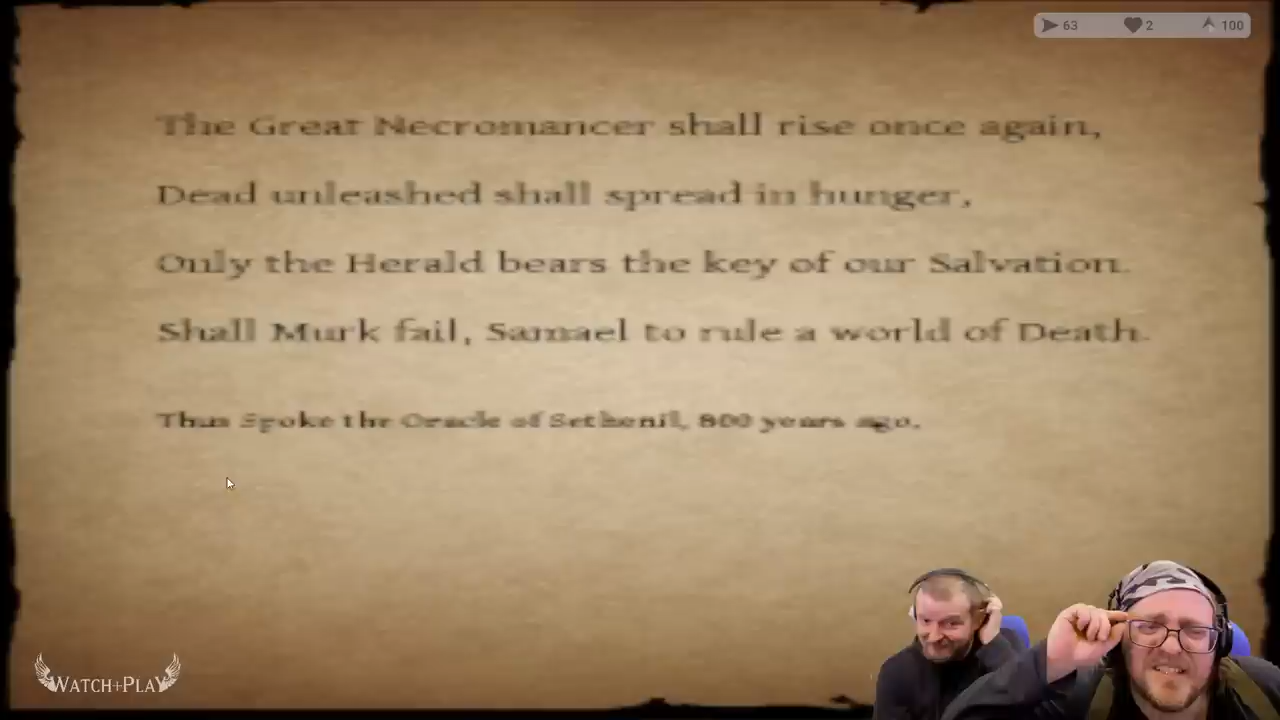 63 2 100
The Great Necromancer shall rise once again,
Dead unleashed shall spread in hunger,
Only the Herald bears the key of our Salvation.
Shall Murk fail, Samael to rule a world of Death.
Thus Spoke the Oracle of Sethenil, 800 years ago.
WATCH+PLAY